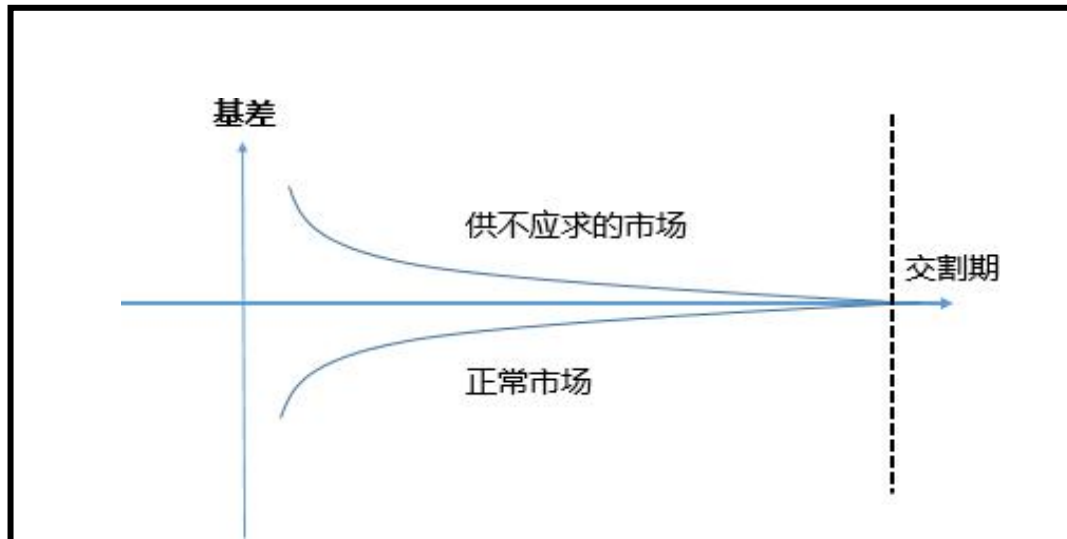 基差
供不应求的市场
交割期
正常市场